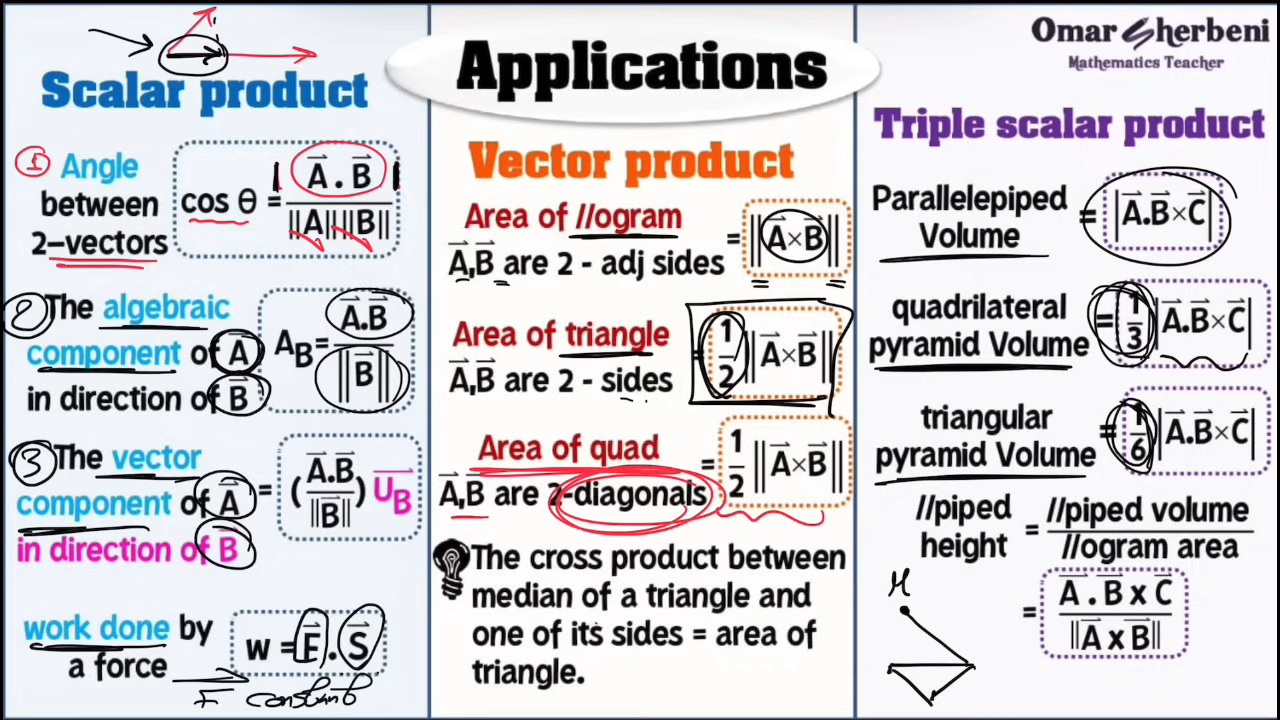 Applications
Omar Sherbeni
Mathematics Teacher
Scalar product
1 Angle
between
2-vectors
cos θ = |A⃗ . B⃗| / ||A|| ||B||
2 The algebraic
component of A⃗
in direction of B⃗
A_B = A⃗.B⃗ / ||B⃗||
3 The vector
component of A⃗
in direction of B⃗
= (A⃗.B⃗ / ||B⃗||) U_B
work done by
a force
w = F⃗ . S⃗
F constant
Vector product
Area of //ogram
A⃗,B⃗ are 2 - adj sides
= ||A⃗×B⃗||
Area of triangle
A⃗,B⃗ are 2 - sides
= 1/2 ||A⃗×B⃗||
Area of quad
A⃗,B⃗ are 2-diagonals
= 1/2 ||A⃗×B⃗||
The cross product between
median of a triangle and
one of its sides = area of
triangle.
Triple scalar product
Parallelepiped
Volume
= |A⃗.B⃗×C⃗|
quadrilateral
pyramid Volume
= 1/3 |A⃗.B⃗×C⃗|
triangular
pyramid Volume
= 1/6 |A⃗.B⃗×C⃗|
//piped
height
= //piped volume / //ogram area
= A⃗ . B⃗ x C⃗ / ||A⃗ x B⃗||